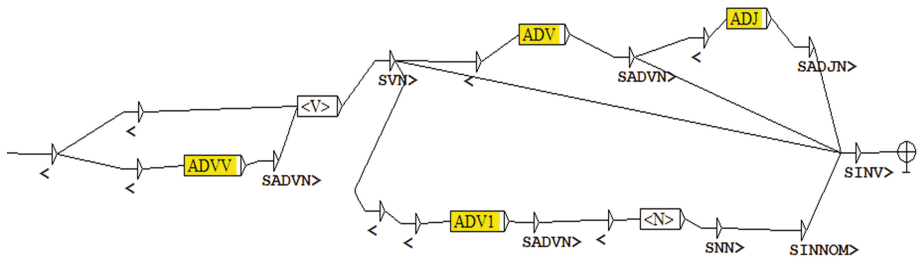 ADV
ADJ
<
<
SVN>
<
SADVN>
SADJN>
<V>
<
<
ADVV
SADVN>
<
SINV>
<
<
ADV1
SADVN>
<
<N>
SNN>
SINNOM>